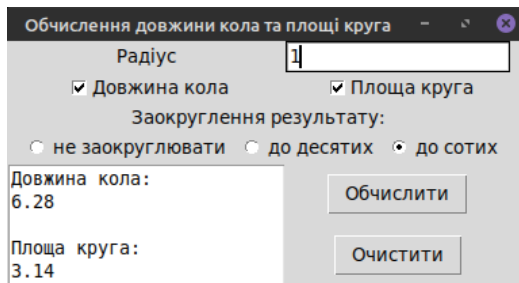 Обчислення довжини кола та площі круга
Радіус 1
Довжина кола Площа круга
Заокруглення результату:
не заокруглювати до десятих до сотих
Довжина кола:
6.28
Обчислити
Площа круга:
3.14
Очистити